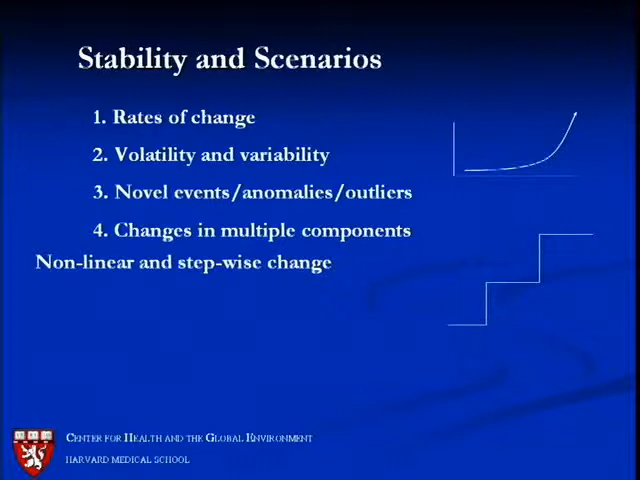 Stability and Scenarios
1. Rates of change
2. Volatility and variability
3. Novel events/anomalies/outliers
4. Changes in multiple components
Non-linear and step-wise change
CENTER FOR HEALTH AND THE GLOBAL ENVIRONMENT
HARVARD MEDICAL SCHOOL